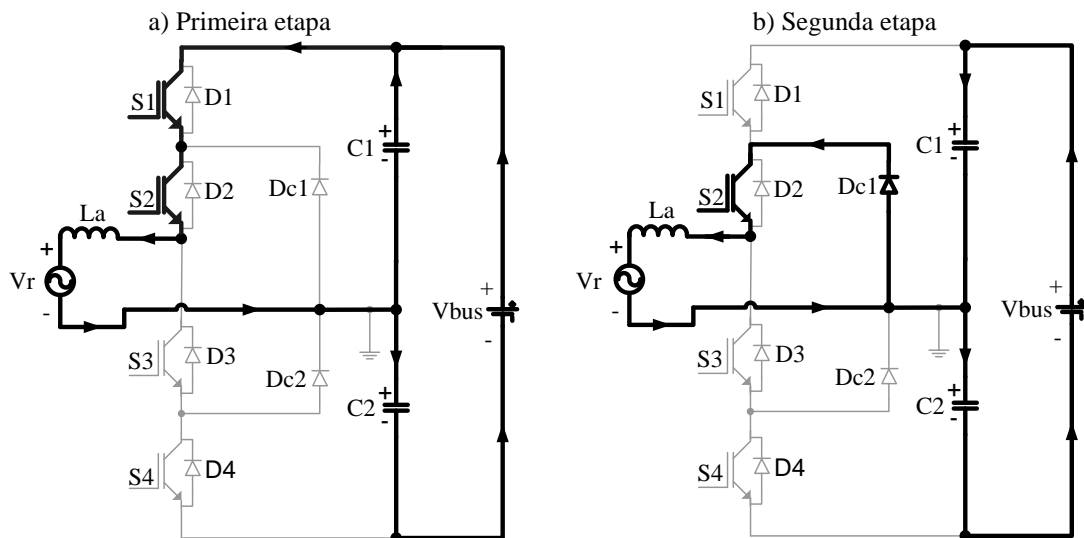 a) Primeira etapa
S1
D1
C1
+
-
S2
D2
Dc1
La
+
Vr
-
Vbus
+
-
S3
D3
Dc2
C2
+
-
S4
D4
b) Segunda etapa
S1
D1
C1
+
-
S2
D2
Dc1
La
+
Vr
-
Vbus
+
-
S3
D3
Dc2
C2
+
-
S4
D4